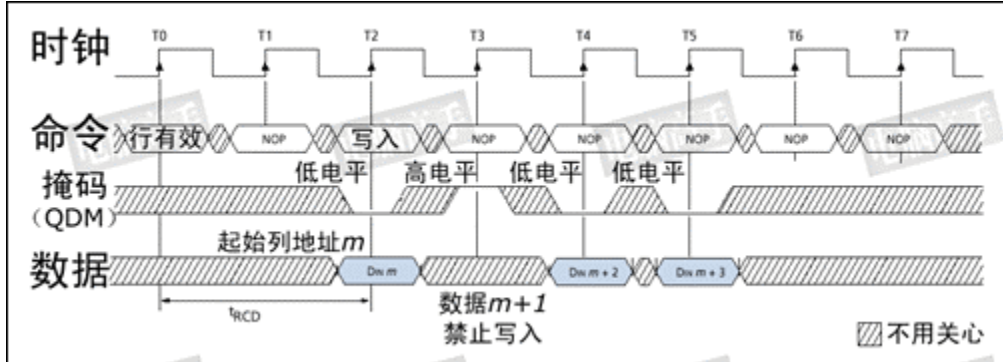 T0 T1 T2 T3 T4 T5 T6 T7
时钟
命令 行有效 NOP 写入 NOP NOP NOP NOP NOP
低电平 高电平 低电平 低电平
掩码
(QDM)
起始列地址m
数据 DIN m DIN m + 2 DIN m + 3
tRCD
数据m+1
禁止写入
不用关心